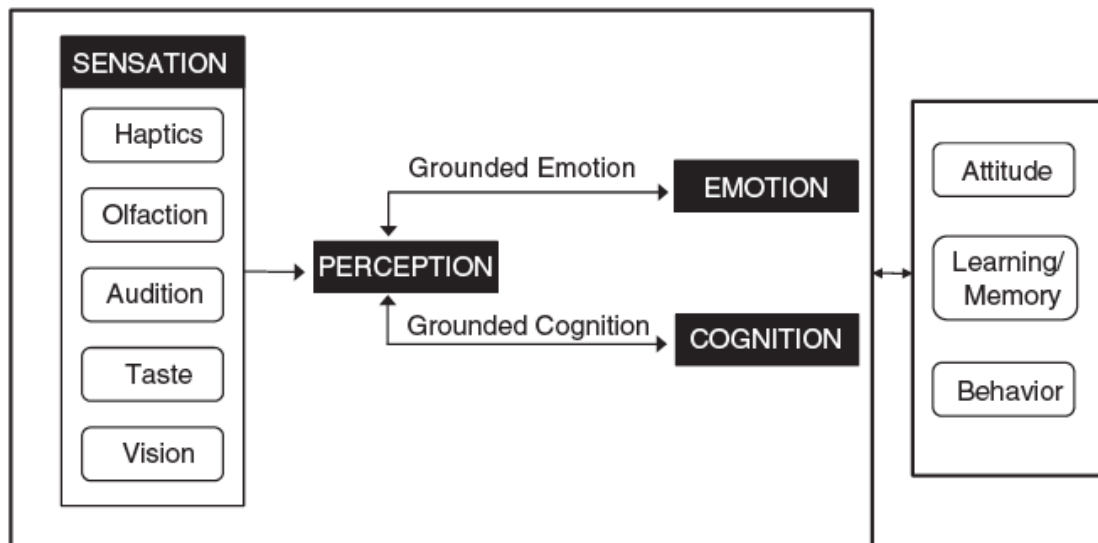 SENSATION
Haptics
Olfaction
Audition
Taste
Vision
PERCEPTION
Grounded Emotion
Grounded Cognition
EMOTION
COGNITION
Attitude
Learning/
Memory
Behavior